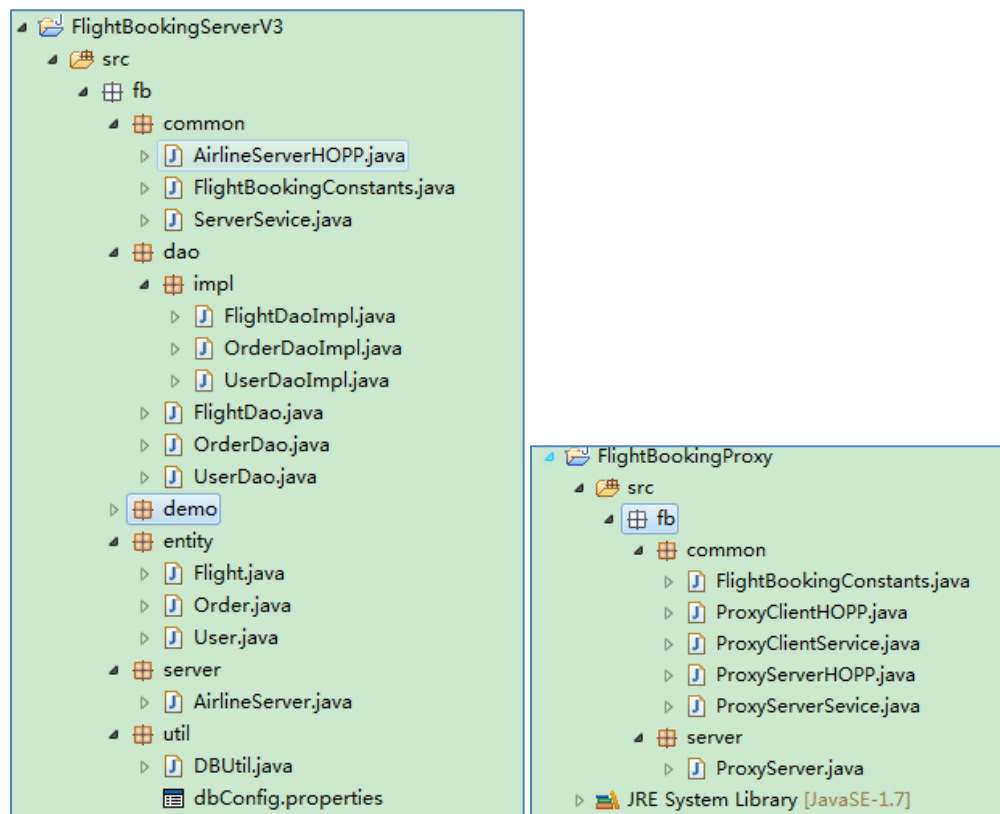 FlightBookingServerV3
src
fb
common
AirlineServerHOPP.java
FlightBookingConstants.java
ServerSevice.java
dao
impl
FlightDaoImpl.java
OrderDaoImpl.java
UserDaoImpl.java
FlightDao.java
OrderDao.java
UserDao.java
demo
entity
Flight.java
Order.java
User.java
server
AirlineServer.java
util
DBUtil.java
dbConfig.properties
FlightBookingProxy
src
fb
common
FlightBookingConstants.java
ProxyClientHOPP.java
ProxyClientService.java
ProxyServerHOPP.java
ProxyServerSevice.java
server
ProxyServer.java
JRE System Library [JavaSE-1.7]